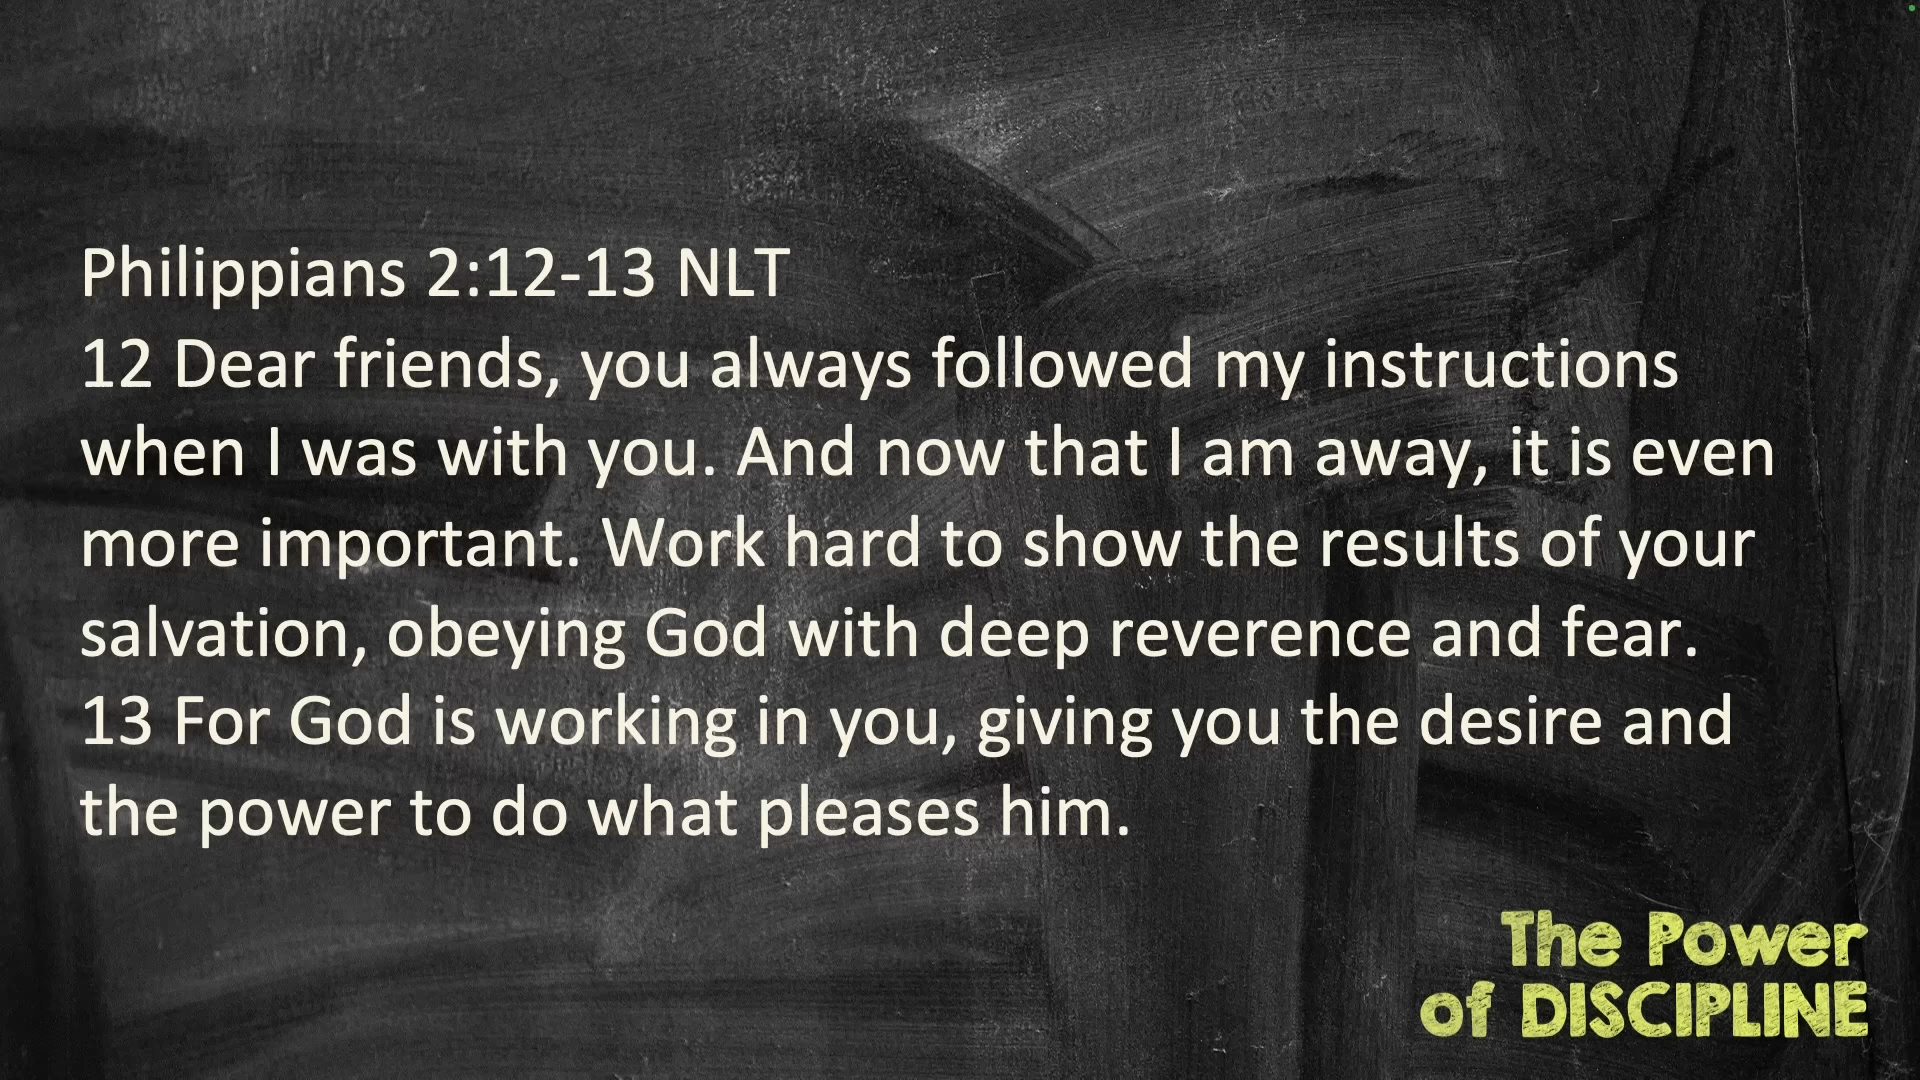 Philippians 2:12-13 NLT
12 Dear friends, you always followed my instructions
when I was with you. And now that I am away, it is even
more important. Work hard to show the results of your
salvation, obeying God with deep reverence and fear.
13 For God is working in you, giving you the desire and
the power to do what pleases him.
The Power
of DISCIPLINE